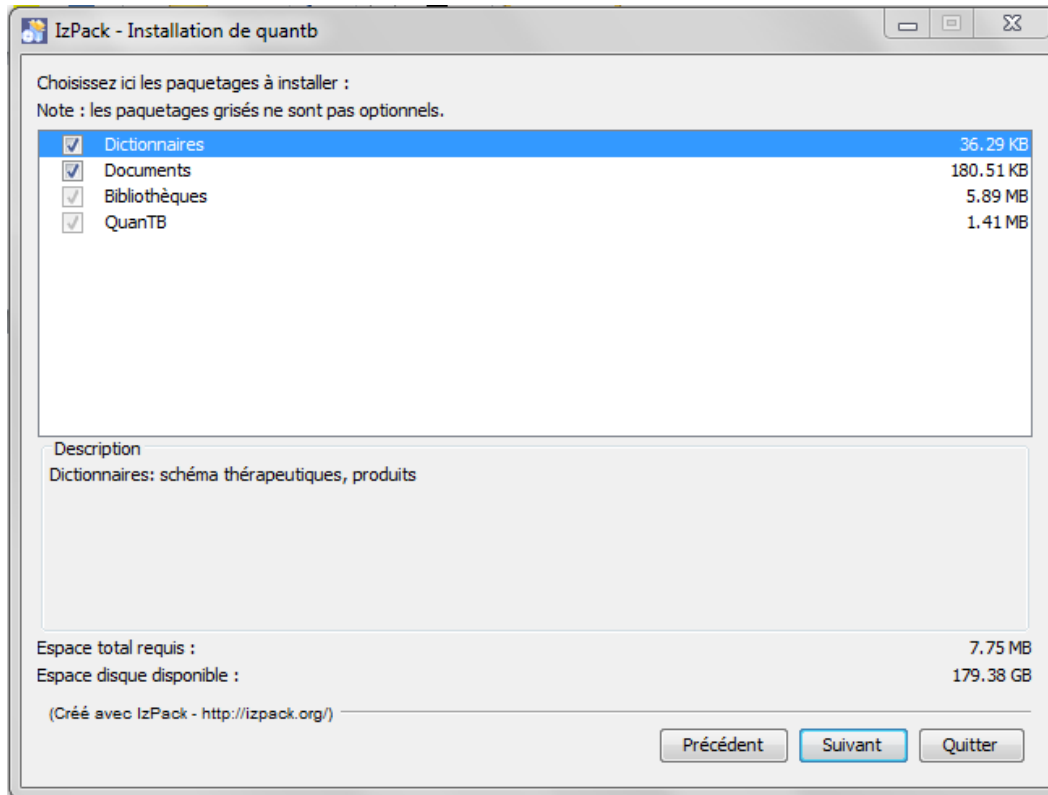 IzPack - Installation de quantb
Choisissez ici les paquetages à installer :
Note : les paquetages grisés ne sont pas optionnels.
Dictionnaires 36.29 KB
Documents 180.51 KB
Bibliothèques 5.89 MB
QuanTB 1.41 MB
Description
Dictionnaires: schéma thérapeutiques, produits
Espace total requis : 7.75 MB
Espace disque disponible : 179.38 GB
(Créé avec IzPack - http://izpack.org/)
Précédent Suivant Quitter